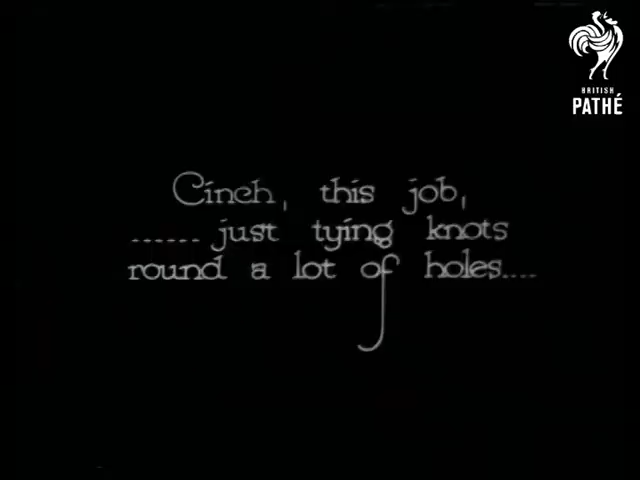 BRITISH
PATHÉ
Cinch, this job,
...... just tying knots
round a lot of holes....